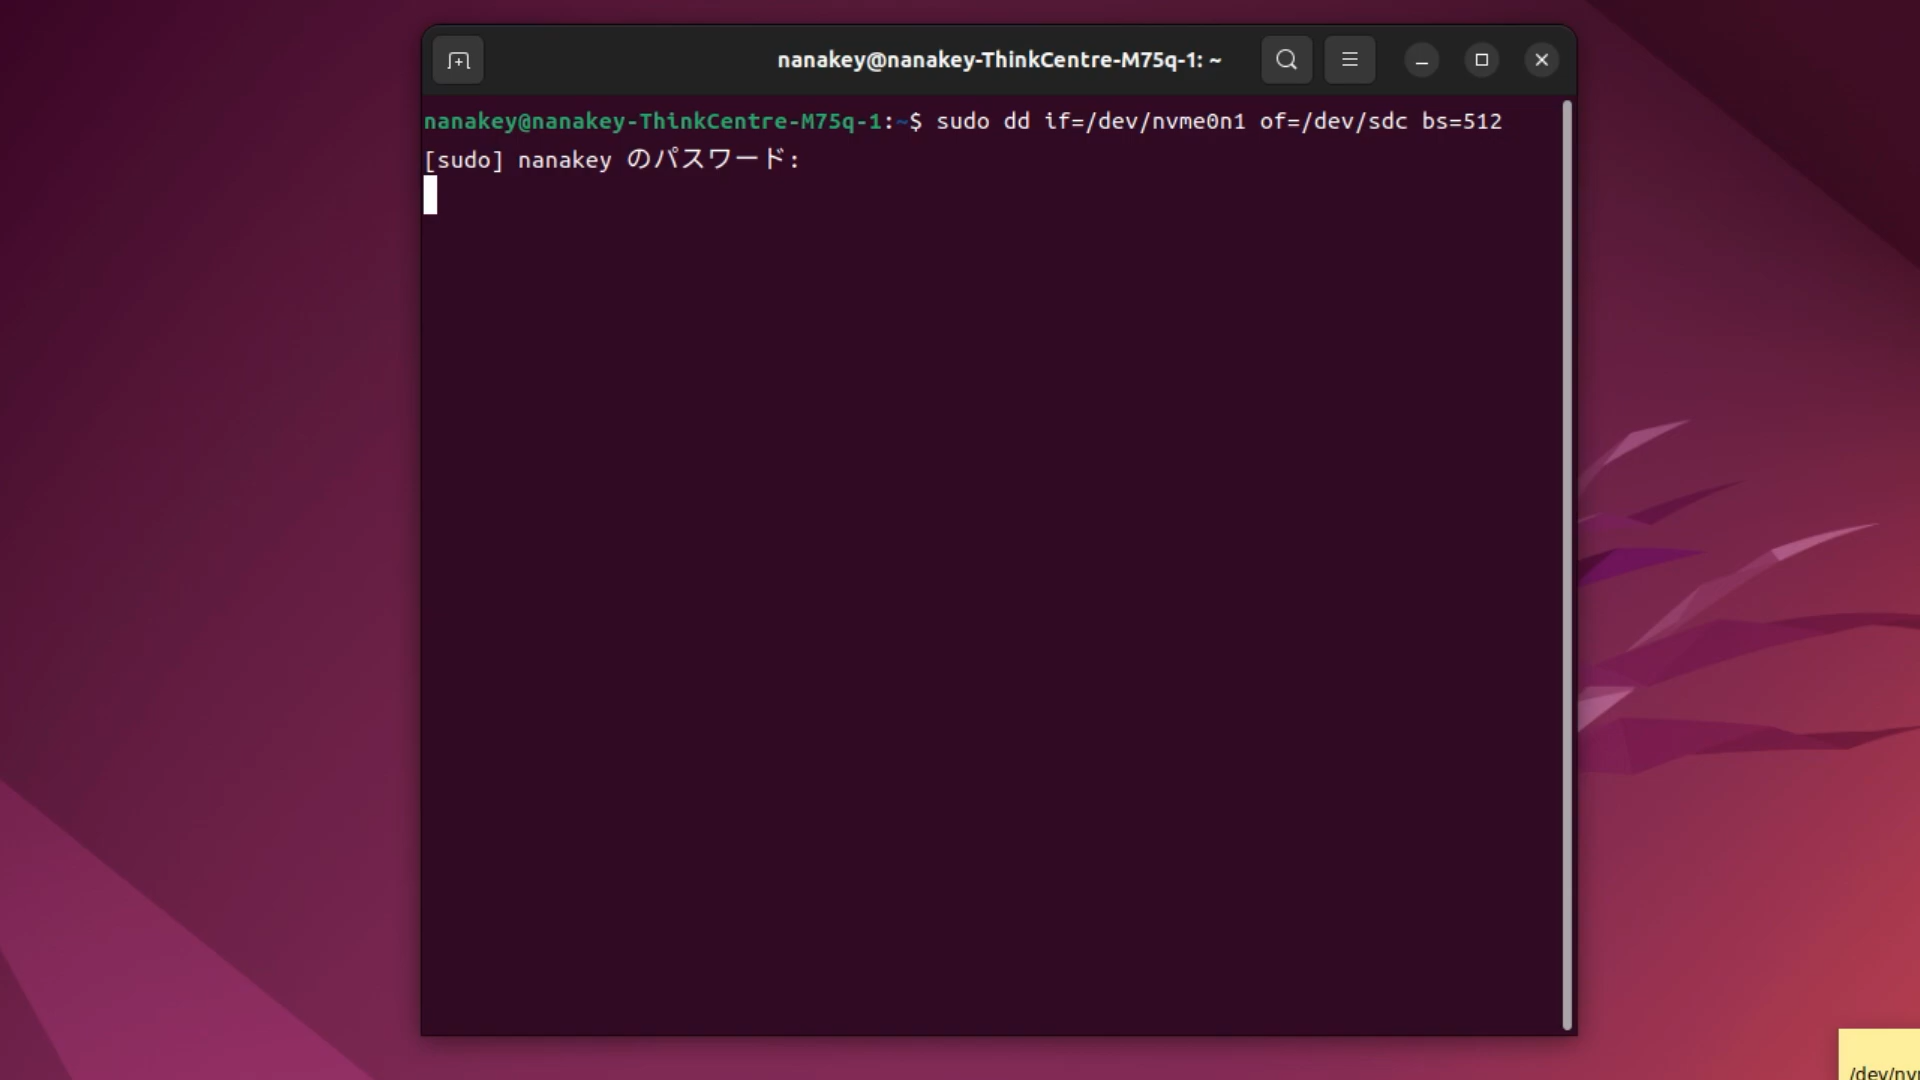 nanakey@nanakey-ThinkCentre-M75q-1: ~
nanakey@nanakey-ThinkCentre-M75q-1:~$ sudo dd if=/dev/nvme0n1 of=/dev/sdc bs=512
[sudo] nanakey のパスワード: